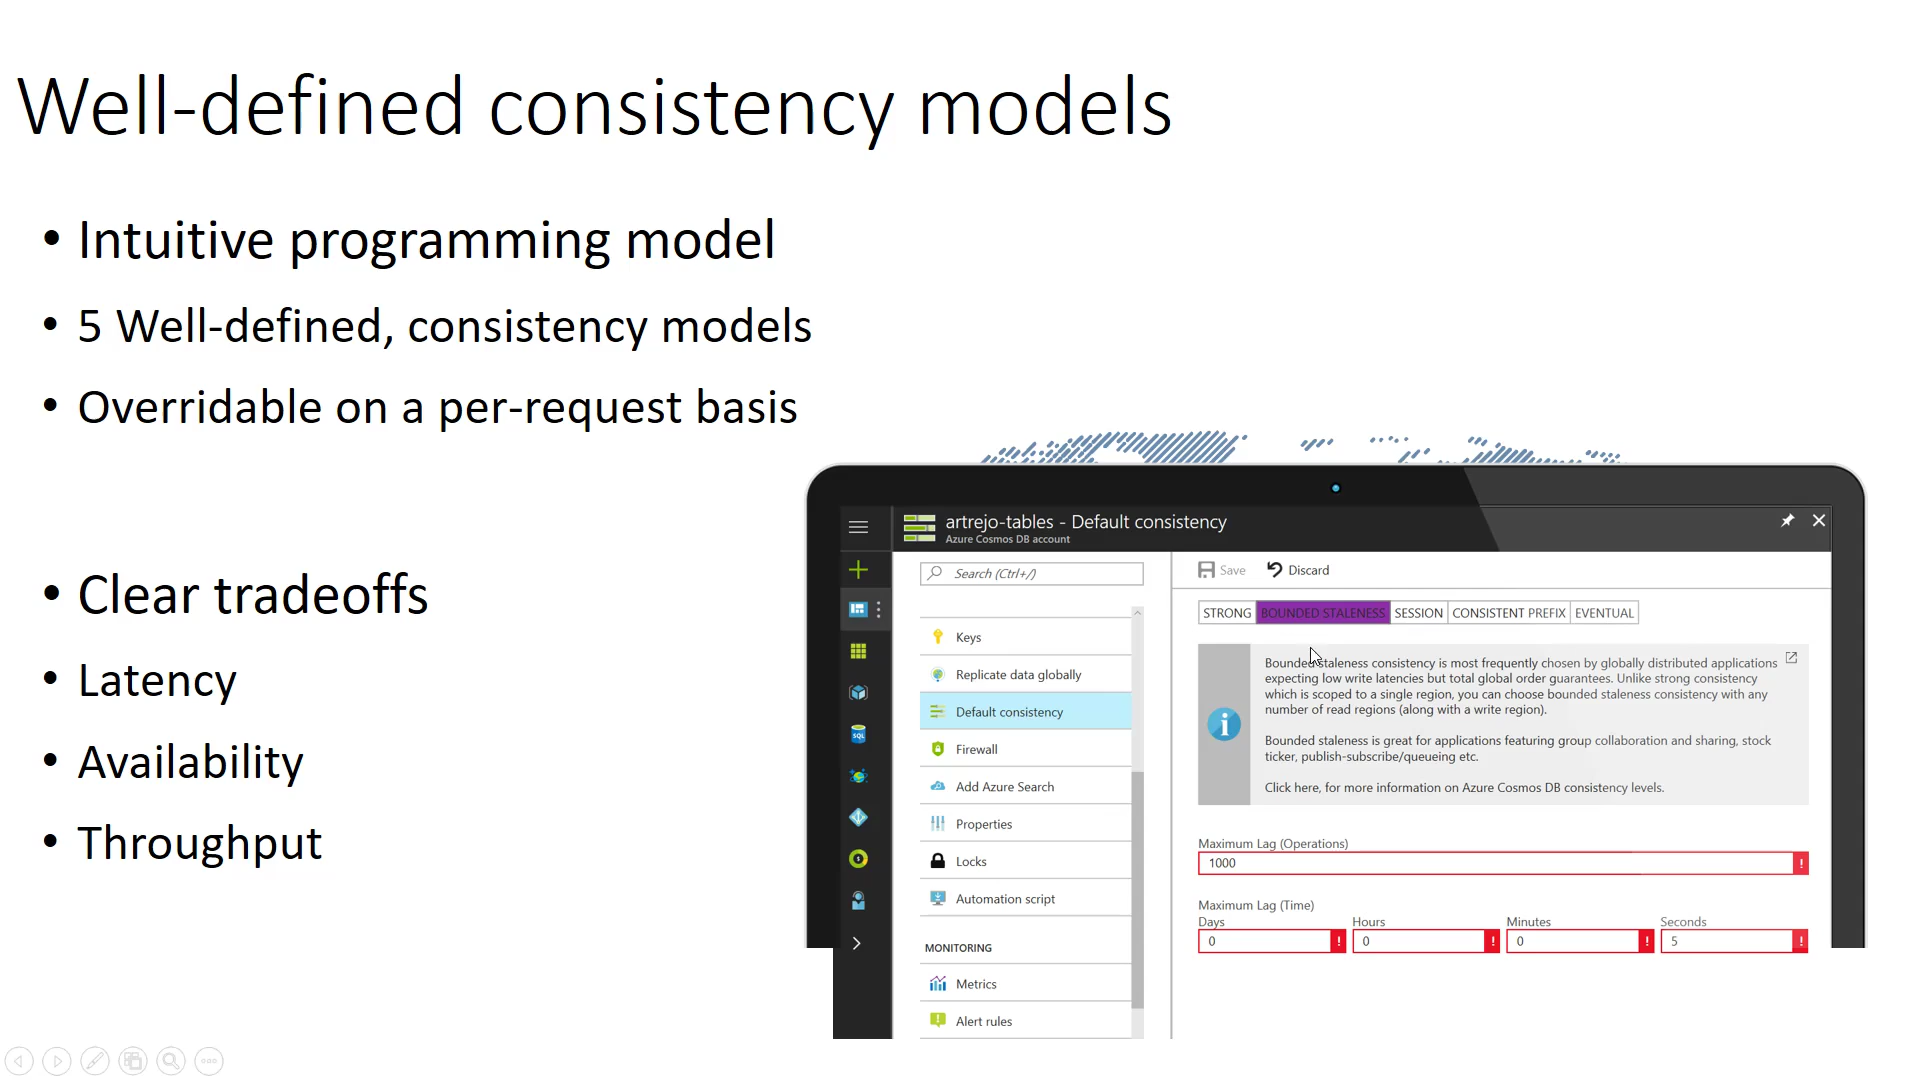 Well-defined consistency models
• Intuitive programming model
• 5 Well-defined, consistency models
• Overridable on a per-request basis
• Clear tradeoffs
• Latency
• Availability
• Throughput
artrejo-tables - Default consistency
Azure Cosmos DB account
Search (Ctrl+/)
Keys
Replicate data globally
Default consistency
Firewall
Add Azure Search
Properties
Locks
Automation script
MONITORING
Metrics
Alert rules
Save Discard
STRONG BOUNDED STALENESS SESSION CONSISTENT PREFIX EVENTUAL
Bounded staleness consistency is most frequently chosen by globally distributed applications
expecting low write latencies but total global order guarantees. Unlike strong consistency
which is scoped to a single region, you can choose bounded staleness consistency with any
number of read regions (along with a write region).
Bounded staleness is great for applications featuring group collaboration and sharing, stock
ticker, publish-subscribe/queueing etc.
Click here, for more information on Azure Cosmos DB consistency levels.
Maximum Lag (Operations)
1000
Maximum Lag (Time)
Days Hours Minutes Seconds
0 0 0 5
SQL